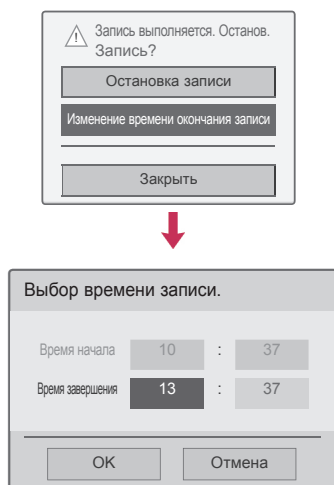 Запись выполняется. Останов.
Запись?
Остановка записи
Изменение времени окончания записи
Закрыть
Выбор времени записи.
Время начала 10 : 37
Время завершения 13 : 37
OK Отмена